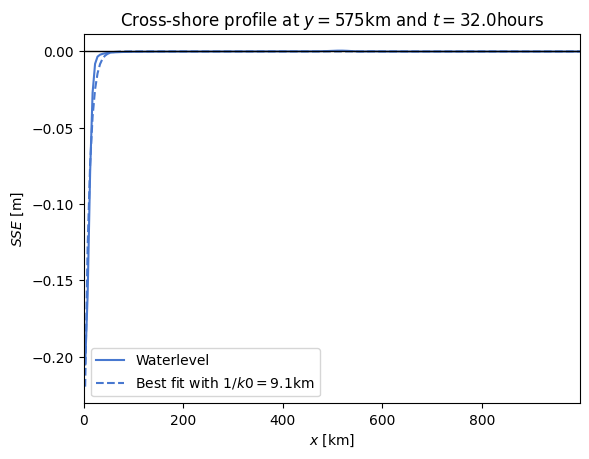 Cross-shore profile at y = 575km and t = 32.0hours
0.00
−0.05
−0.10
−0.15
−0.20
SSE [m]
Waterlevel
Best fit with 1/k0 = 9.1km
0 200 400 600 800
x [km]